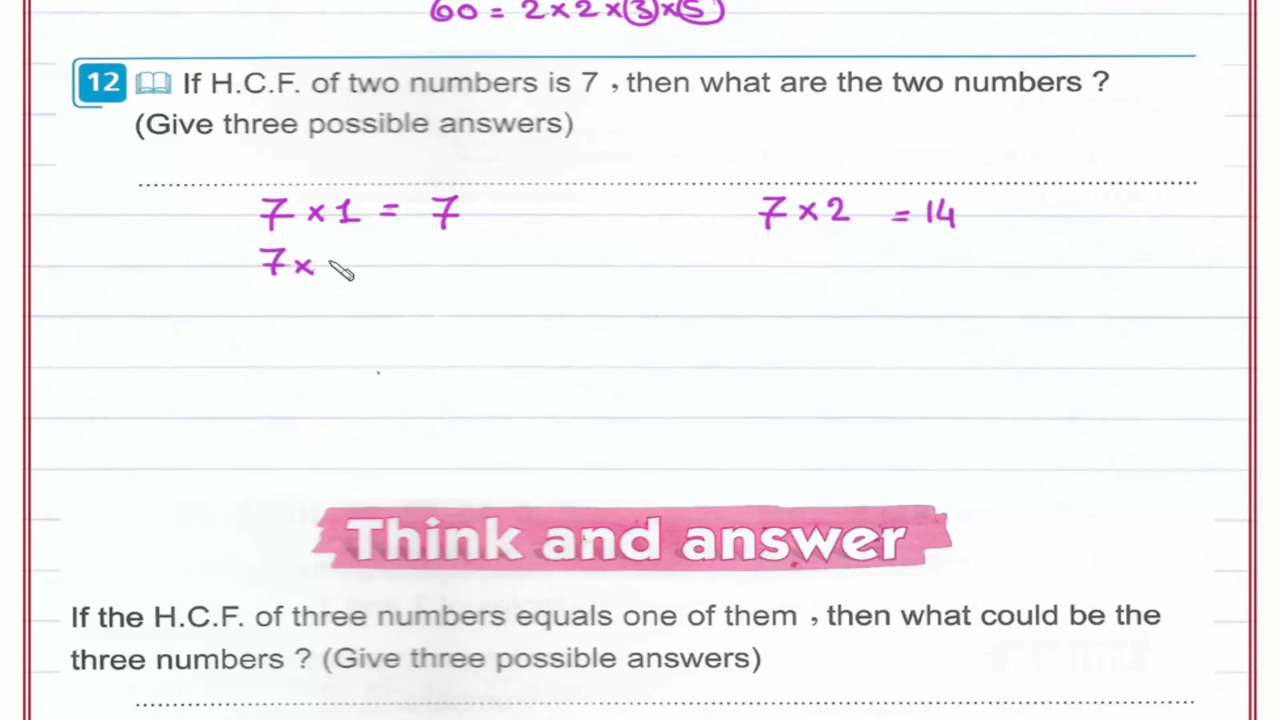 60 = 2 × 2 × 3 × 5
12 If H.C.F. of two numbers is 7 , then what are the two numbers ?
(Give three possible answers)
7 × 1 = 7 7 × 2 = 14
7 ×
Think and answer
If the H.C.F. of three numbers equals one of them , then what could be the
three numbers ? (Give three possible answers)